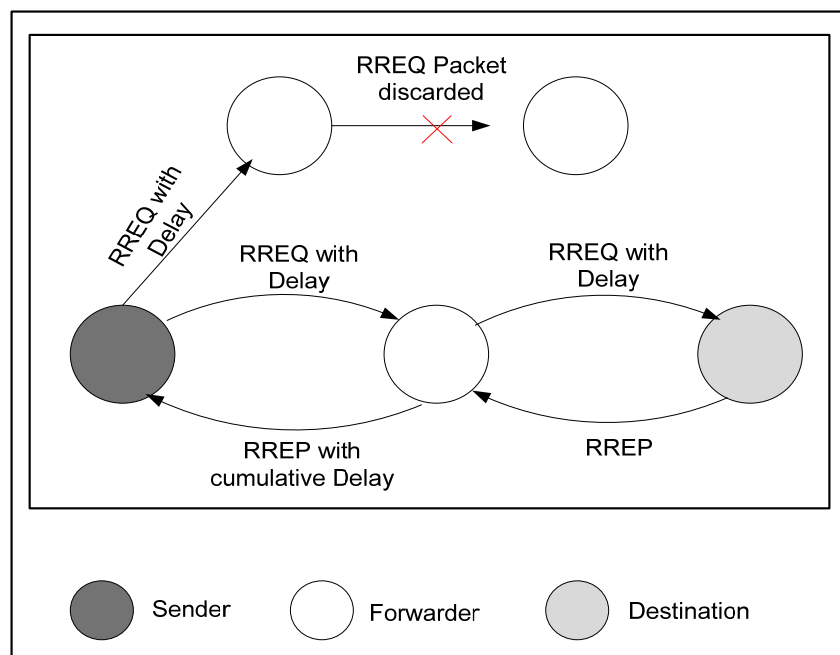 RREQ Packet
discarded
RREQ with
Delay
RREQ with
Delay
RREQ with
Delay
RREP with
cumulative Delay
RREP
Sender
Forwarder
Destination